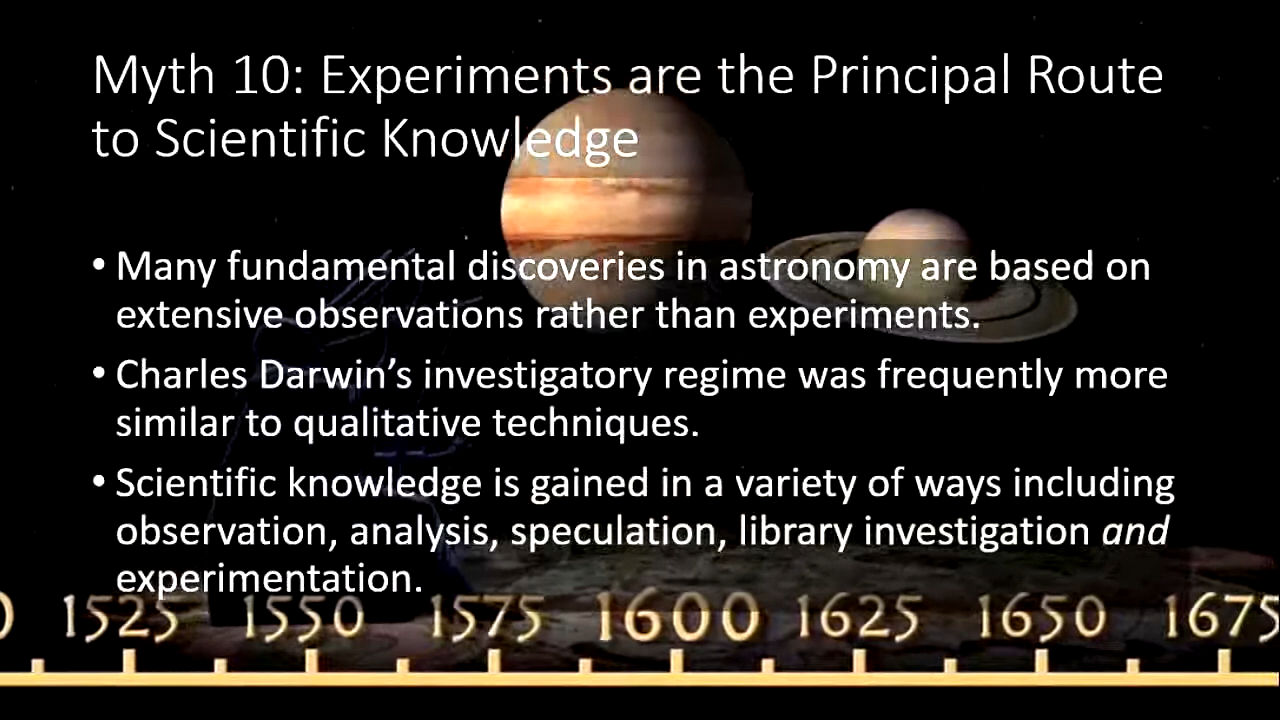 Myth 10: Experiments are the Principal Route
to Scientific Knowledge
• Many fundamental discoveries in astronomy are based on
extensive observations rather than experiments.
• Charles Darwin’s investigatory regime was frequently more
similar to qualitative techniques.
• Scientific knowledge is gained in a variety of ways including
observation, analysis, speculation, library investigation and
experimentation.
0 1525 1550 1575 1600 1625 1650 1675